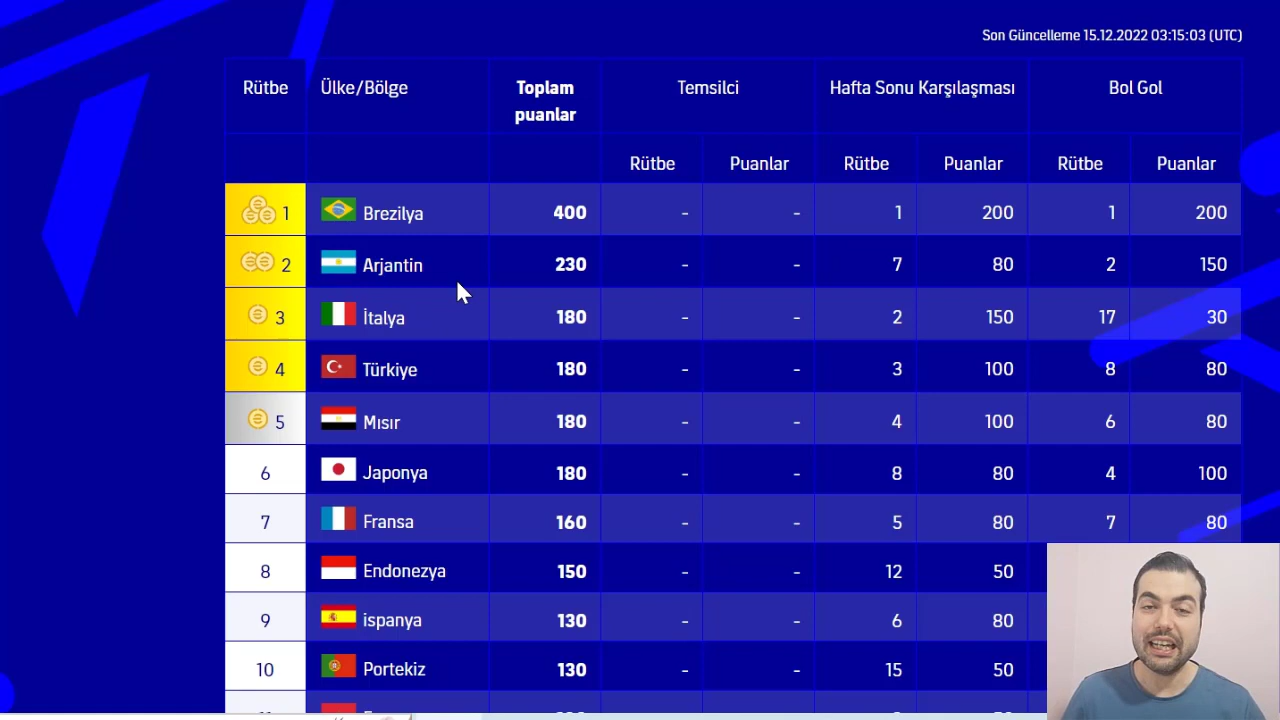 Son Güncelleme 15.12.2022 03:15:03 (UTC)
Rütbe Ülke/Bölge Toplam puanlar Temsilci Hafta Sonu Karşılaşması Bol Gol
Rütbe Puanlar Rütbe Puanlar Rütbe Puanlar
1 Brezilya 400 - - 1 200 1 200
2 Arjantin 230 - - 7 80 2 150
3 İtalya 180 - - 2 150 17 30
4 Türkiye 180 - - 3 100 8 80
5 Mısır 180 - - 4 100 6 80
6 Japonya 180 - - 8 80 4 100
7 Fransa 160 - - 5 80 7 80
8 Endonezya 150 - - 12 50
9 ispanya 130 - - 6 80
10 Portekiz 130 - - 15 50